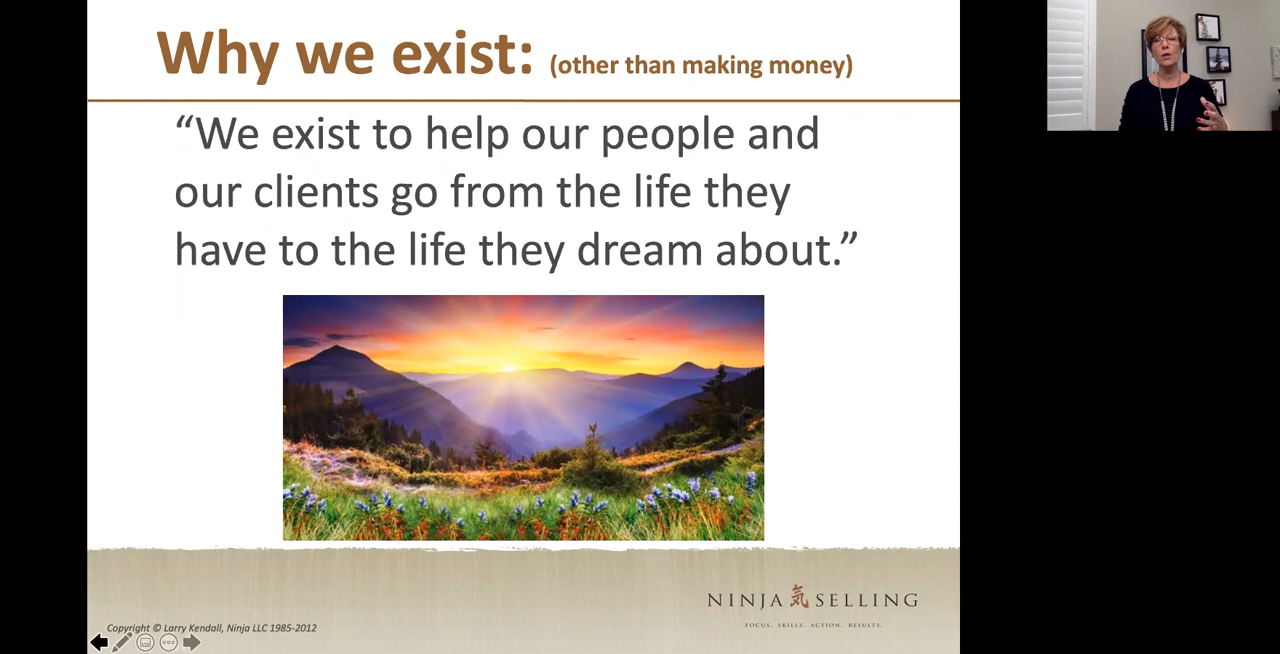 Why we exist: (other than making money)
“We exist to help our people and
our clients go from the life they
have to the life they dream about.”
NINJA 気 SELLING
FOCUS. SKILLS. ACTION. RESULTS.
Copyright © Larry Kendall, Ninja LLC 1985-2012